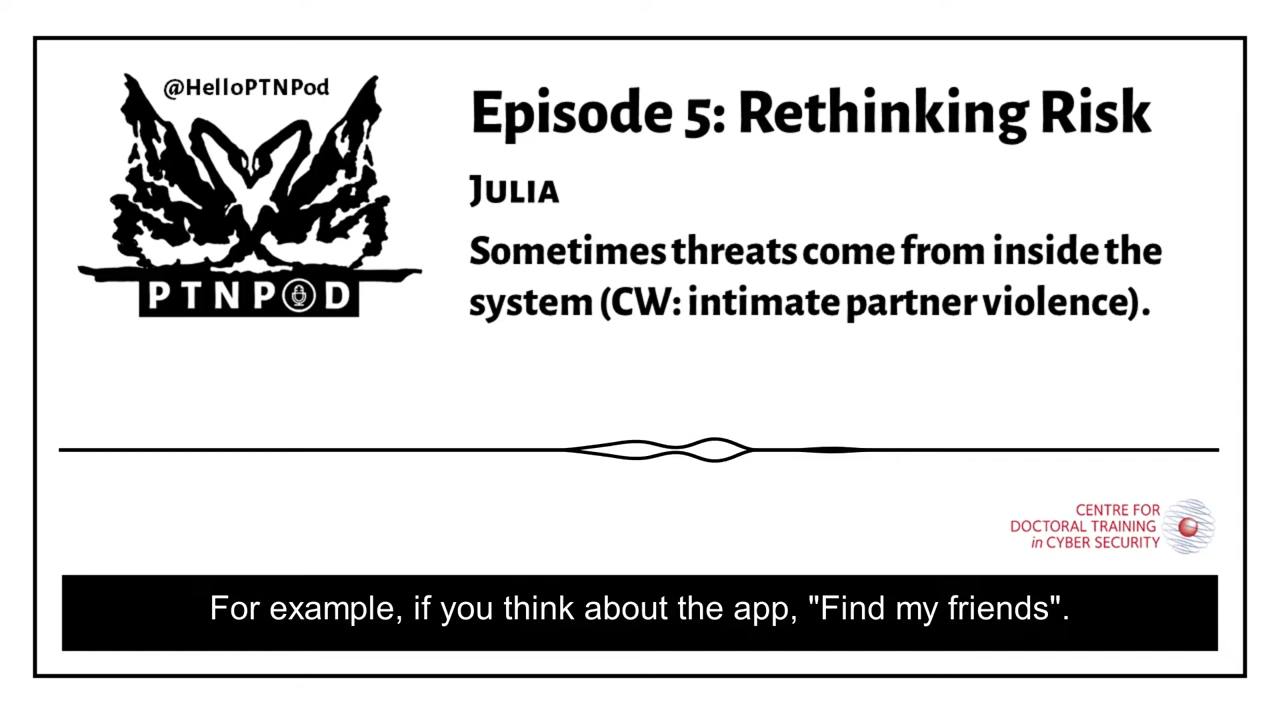 @HelloPTNPod
PTNPOD
Episode 5: Rethinking Risk
Julia
Sometimes threats come from inside the
system (CW: intimate partner violence).
CENTRE FOR
DOCTORAL TRAINING
in CYBER SECURITY
For example, if you think about the app, "Find my friends".